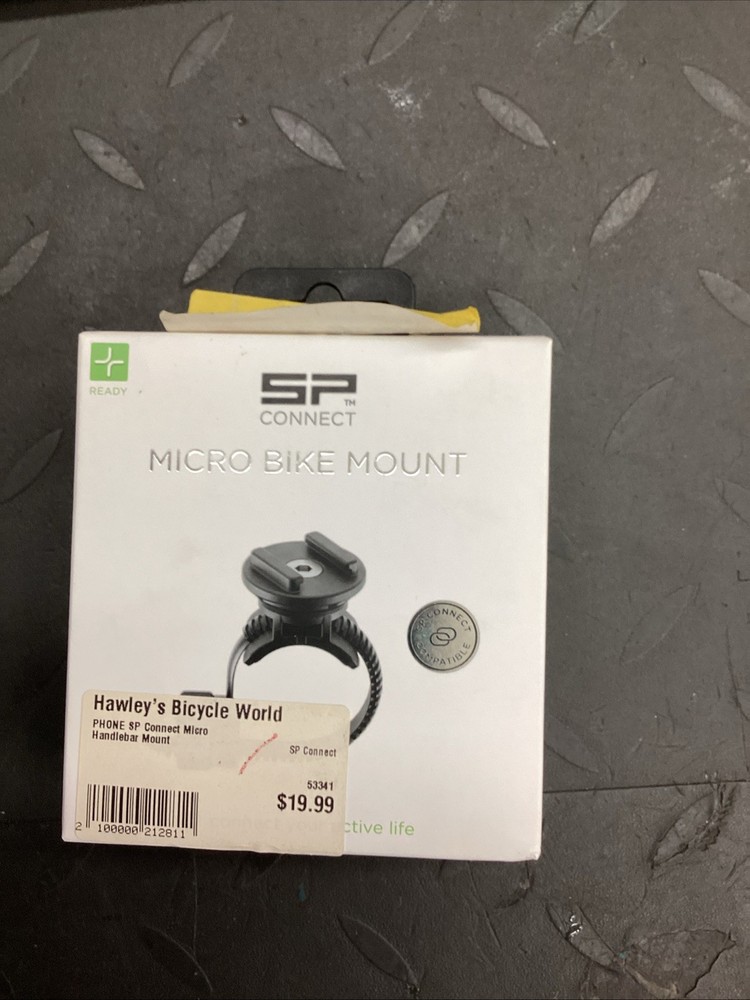 READY
SP™
CONNECT
MICRO BIKE MOUNT
SP CONNECT
COMPATIBLE
Hawley's Bicycle World
PHONE SP Connect Micro
Handlebar Mount
SP Connect
53341
$19.99
2 100000 212811
ctive life